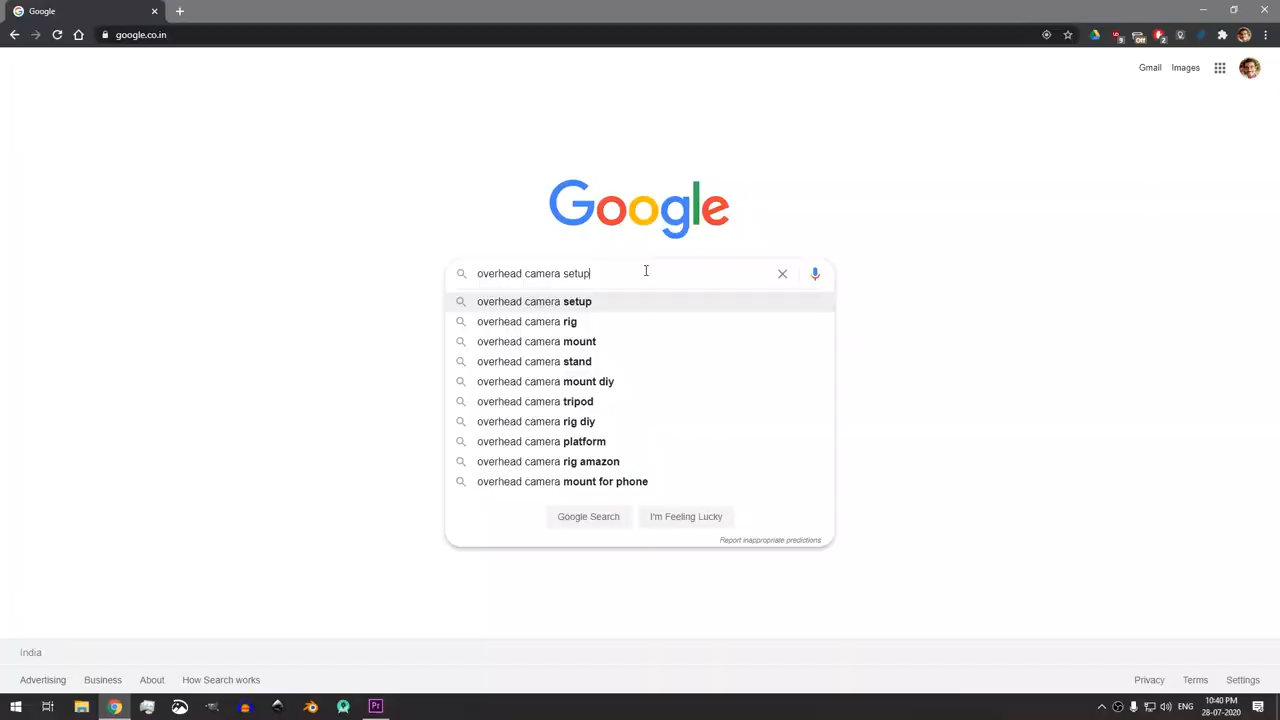 Google
google.co.in
Gmail
Images
Google
overhead camera setup
overhead camera setup
overhead camera rig
overhead camera mount
overhead camera stand
overhead camera mount diy
overhead camera tripod
overhead camera rig diy
overhead camera platform
overhead camera rig amazon
overhead camera mount for phone
Google Search
I'm Feeling Lucky
Report inappropriate predictions
India
Advertising
Business
About
How Search works
Privacy
Terms
Settings
Pr
ENG
10:40 PM
28-07-2020